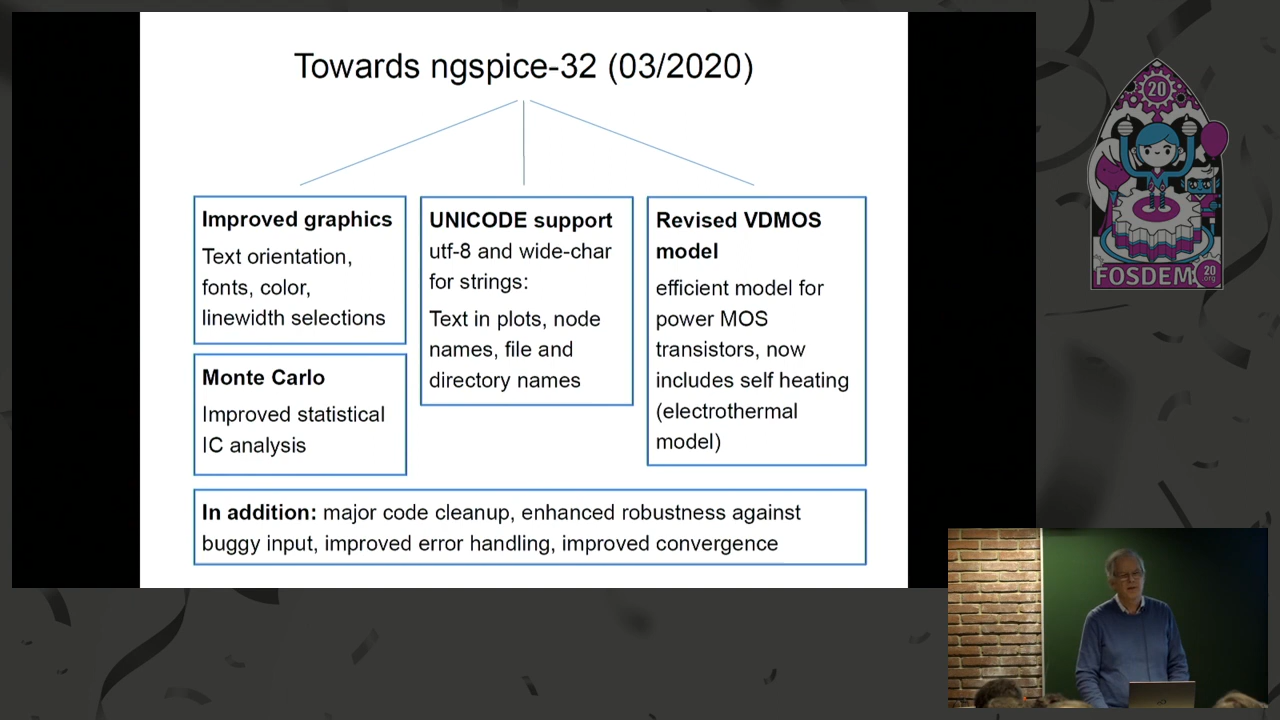 Towards ngspice-32 (03/2020)
Improved graphics
Text orientation,
fonts, color,
linewidth selections
Monte Carlo
Improved statistical
IC analysis
UNICODE support
utf-8 and wide-char
for strings:
Text in plots, node
names, file and
directory names
Revised VDMOS
model
efficient model for
power MOS
transistors, now
includes self heating
(electrothermal
model)
In addition: major code cleanup, enhanced robustness against
buggy input, improved error handling, improved convergence
20
FOSDEM
20
.org